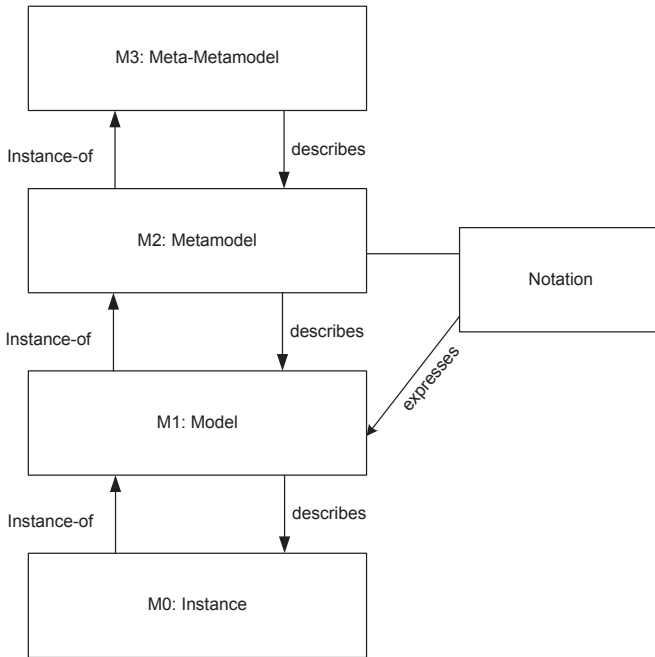 M3: Meta-Metamodel
Instance-of
describes
M2: Metamodel
Notation
Instance-of
describes
expresses
M1: Model
Instance-of
describes
M0: Instance